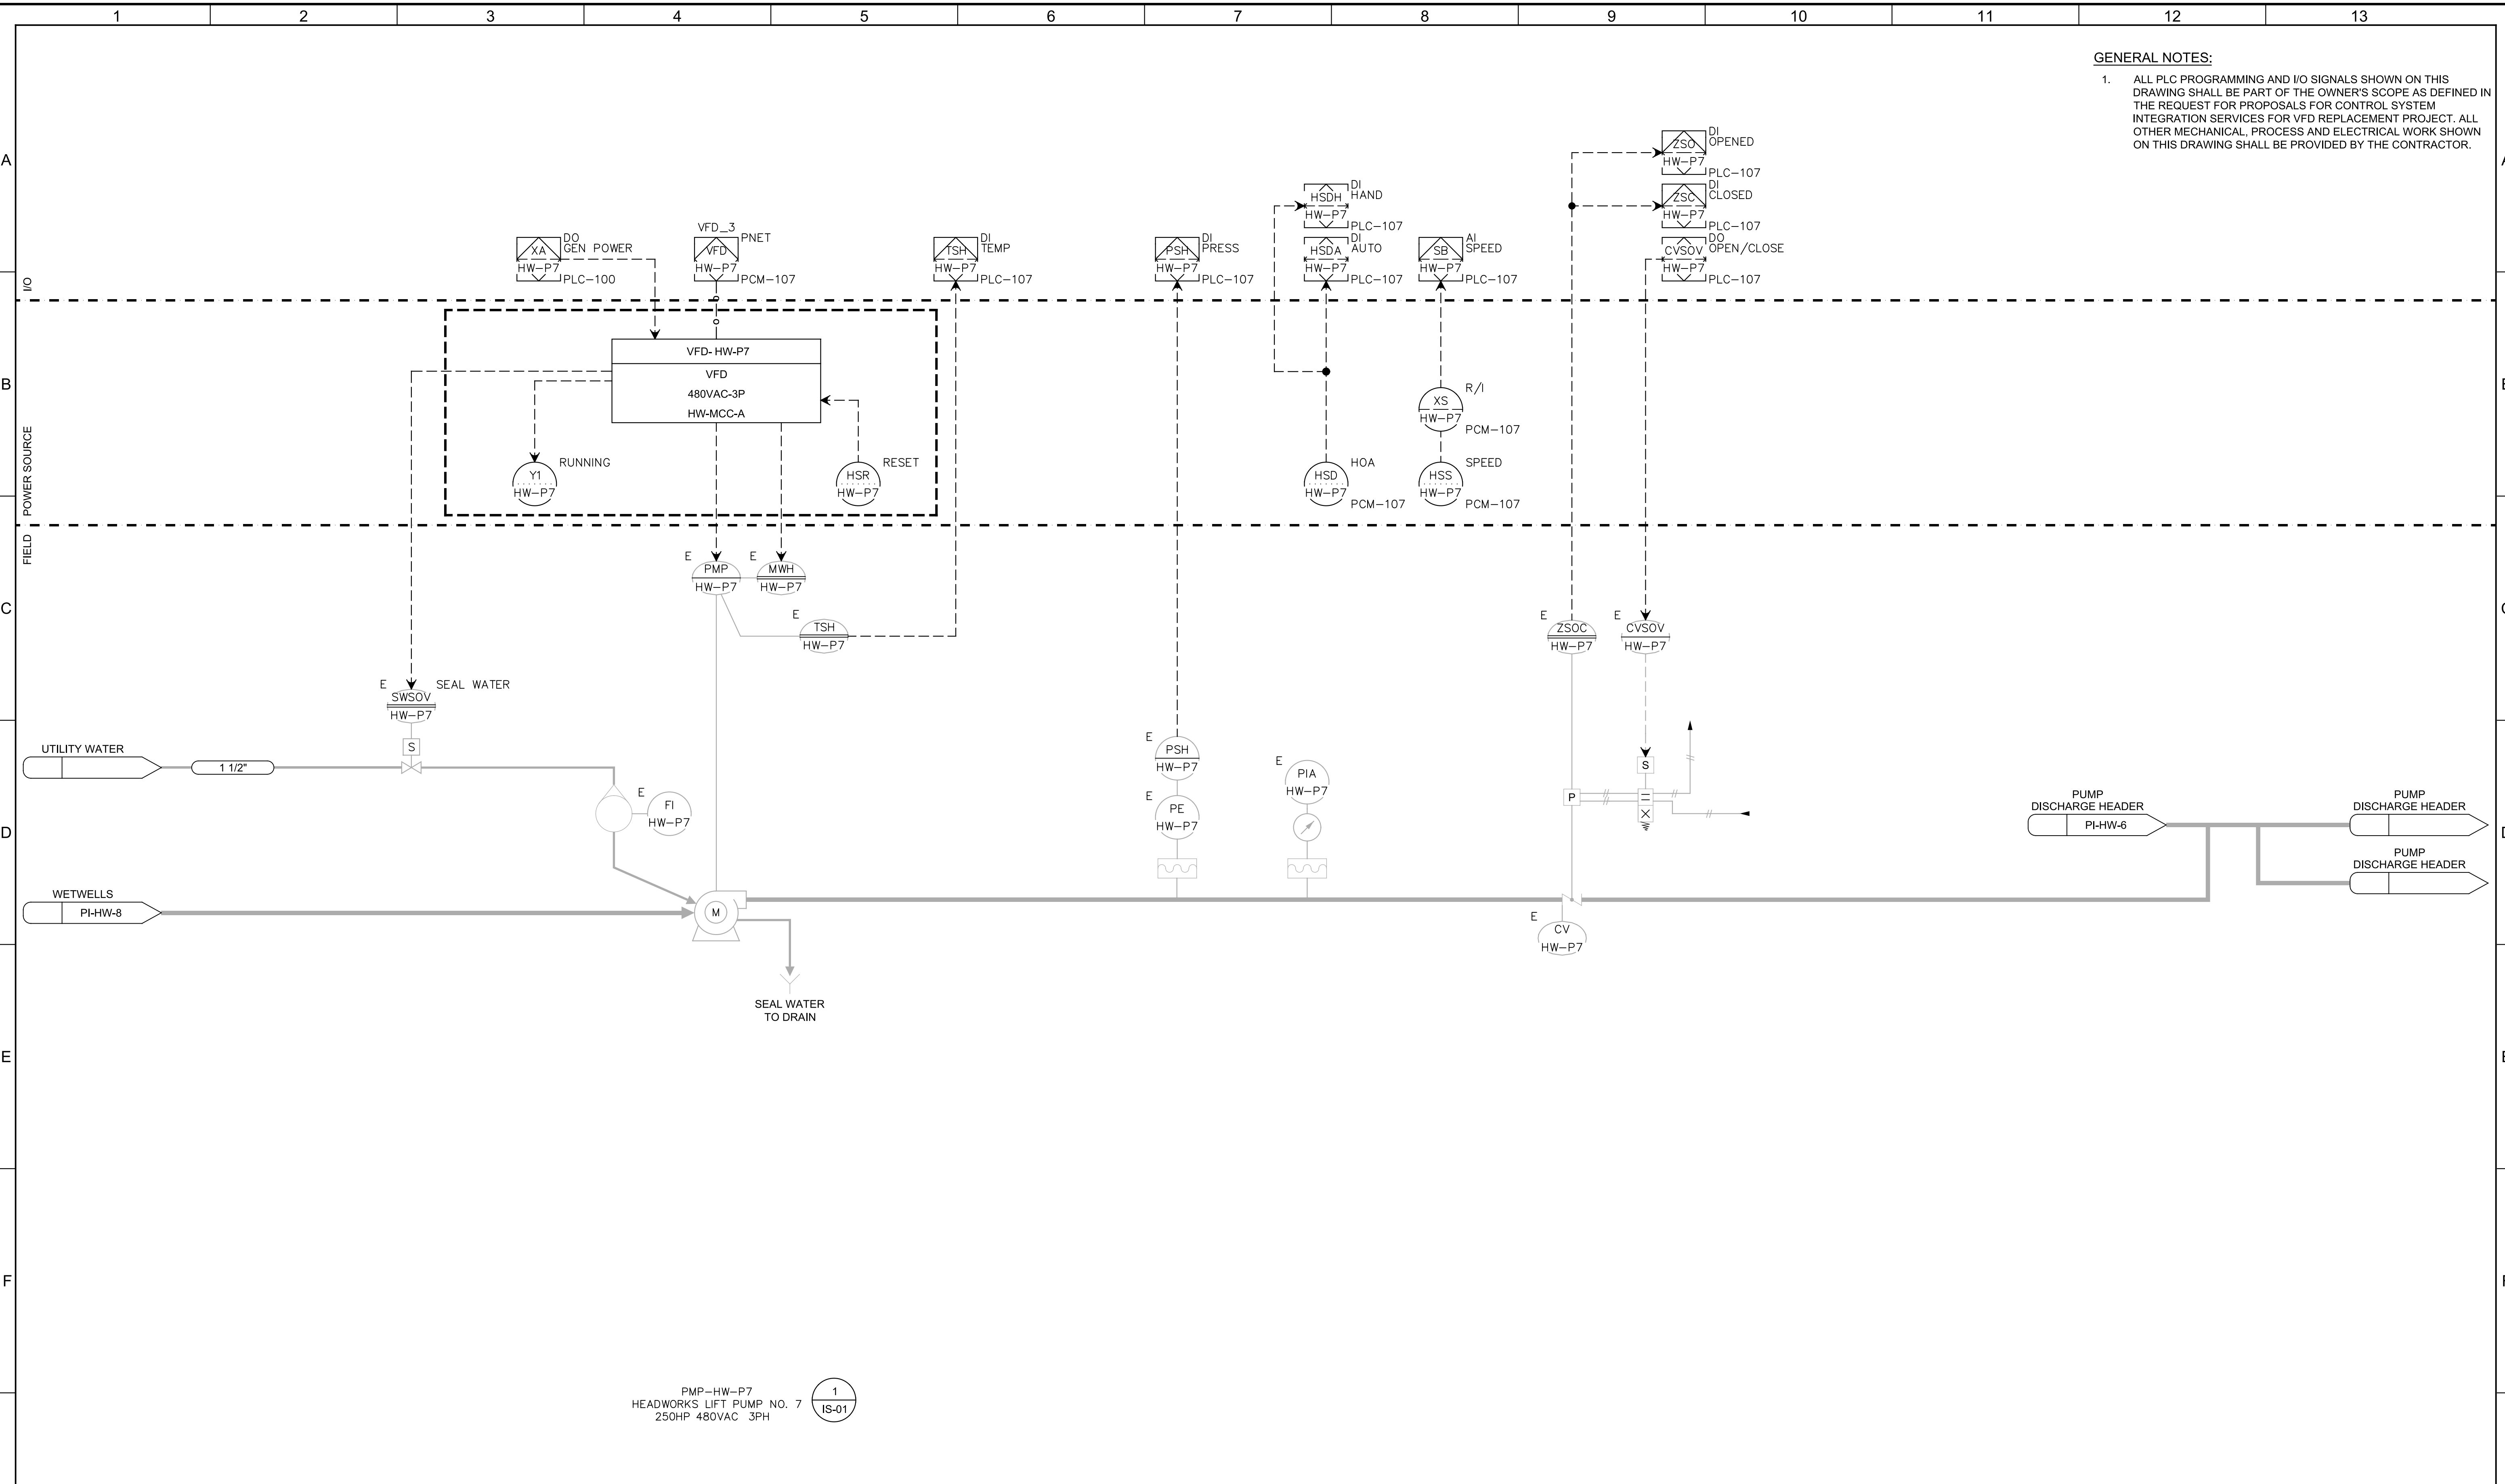 1 2 3 4 5 6 7 8 9 10 11 12 13
GENERAL NOTES:
1. ALL PLC PROGRAMMING AND I/O SIGNALS SHOWN ON THIS
DRAWING SHALL BE PART OF THE OWNER'S SCOPE AS DEFINED IN
THE REQUEST FOR PROPOSALS FOR CONTROL SYSTEM
INTEGRATION SERVICES FOR VFD REPLACEMENT PROJECT. ALL
OTHER MECHANICAL, PROCESS AND ELECTRICAL WORK SHOWN
ON THIS DRAWING SHALL BE PROVIDED BY THE CONTRACTOR.
A
B
C
D
E
F
I/O
POWER SOURCE
FIELD
XA
HW-P7
DO
GEN POWER
PLC-100
VFD_3
VFD
HW-P7
PNET
PCM-107
TSH
HW-P7
DI
TEMP
PLC-107
PSH
HW-P7
DI
PRESS
PLC-107
HSDH
HW-P7
DI
HAND
PLC-107
HSDA
HW-P7
DI
AUTO
PLC-107
SB
HW-P7
AI
SPEED
PLC-107
ZSO
HW-P7
DI
OPENED
PLC-107
ZSC
HW-P7
DI
CLOSED
PLC-107
CVSOV
HW-P7
DO
OPEN/CLOSE
PLC-107
VFD- HW-P7
VFD
480VAC-3P
HW-MCC-A
Y1
HW-P7
RUNNING
HSR
HW-P7
RESET
XS
HW-P7
R/I
PCM-107
HSD
HW-P7
HOA
PCM-107
HSS
HW-P7
SPEED
PCM-107
E
PMP
HW-P7
E
MWH
HW-P7
E
TSH
HW-P7
E
ZSOC
HW-P7
E
CVSOV
HW-P7
E
SWSOV
HW-P7
SEAL WATER
S
UTILITY WATER
1 1/2"
E
FI
HW-P7
E
PSH
HW-P7
E
PE
HW-P7
E
PIA
HW-P7
S
P
PUMP
DISCHARGE HEADER
PI-HW-6
PUMP
DISCHARGE HEADER
PUMP
DISCHARGE HEADER
WETWELLS
PI-HW-8
M
E
CV
HW-P7
SEAL WATER
TO DRAIN
PMP-HW-P7
HEADWORKS LIFT PUMP NO. 7
250HP 480VAC 3PH
1
IS-01